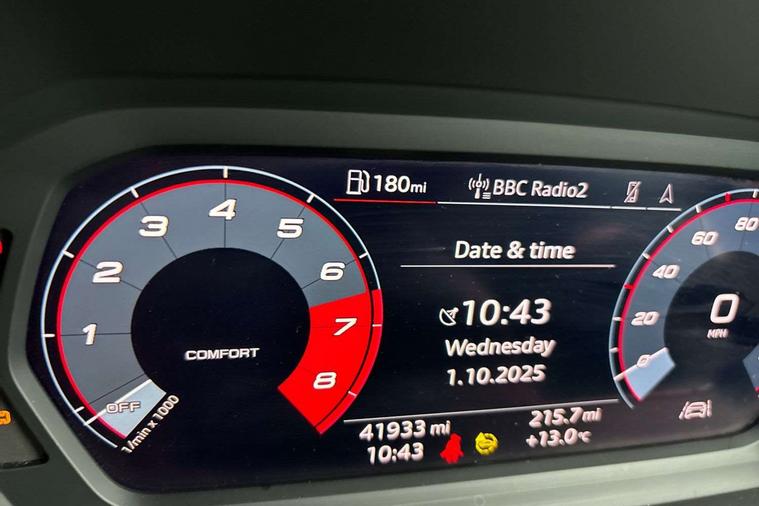 180mi
BBC Radio2
Date & time
10:43
Wednesday
1.10.2025
COMFORT
OFF
1
2
3
4
5
6
7
8
1/min x 1000
41933 mi
10:43
215.7mi
+13.0°C
0
20
40
60
80
0
MPH